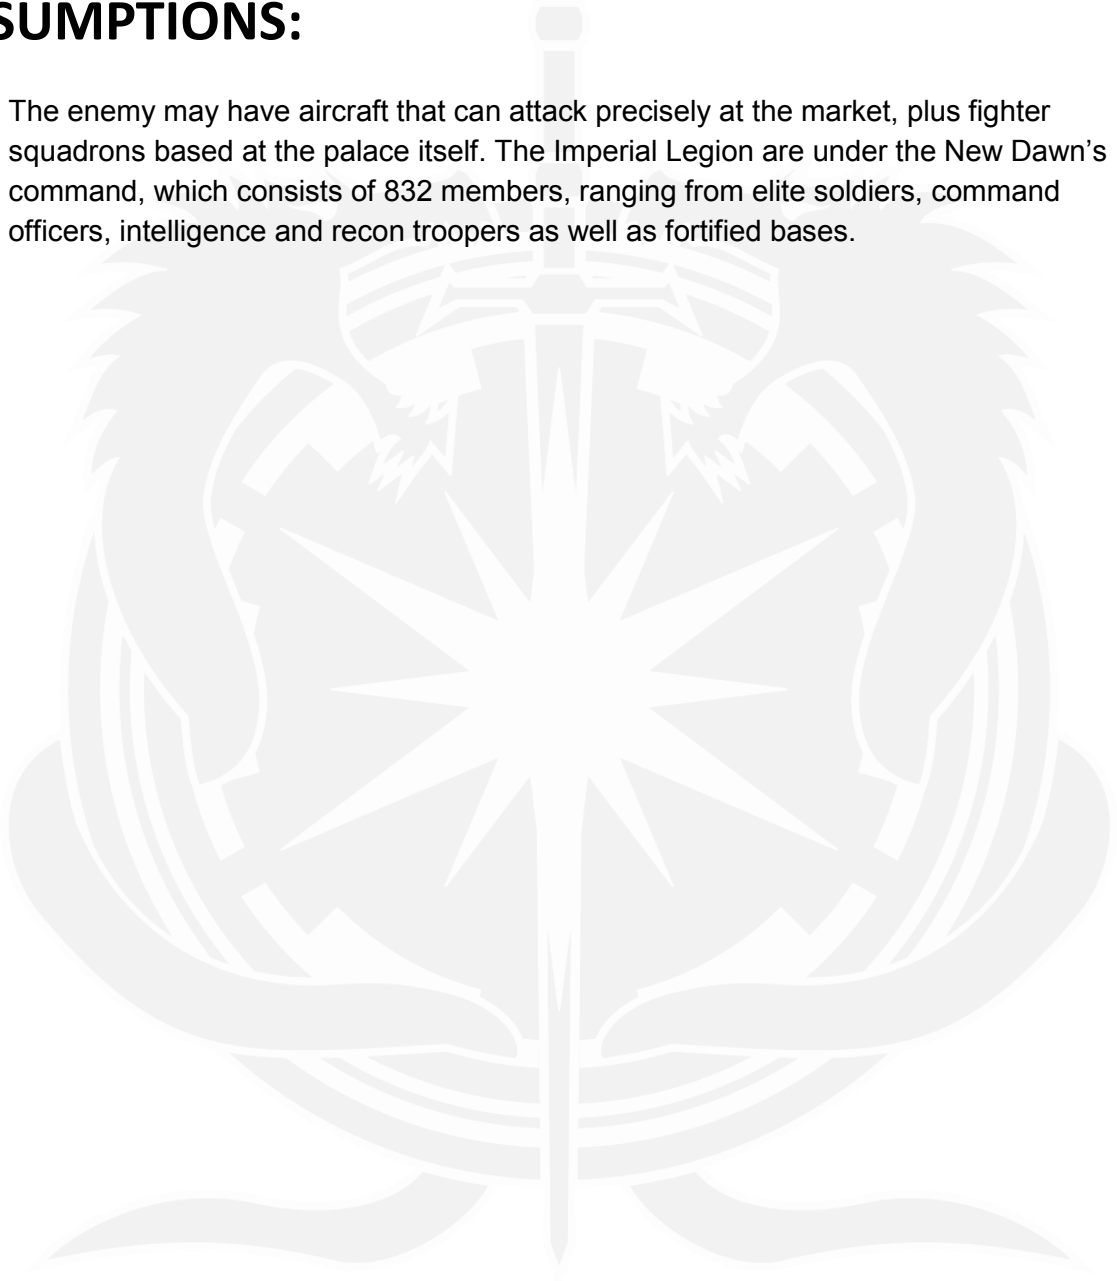 SUMPTIONS:
The enemy may have aircraft that can attack precisely at the market, plus fighter
squadrons based at the palace itself. The Imperial Legion are under the New Dawn’s
command, which consists of 832 members, ranging from elite soldiers, command
officers, intelligence and recon troopers as well as fortified bases.